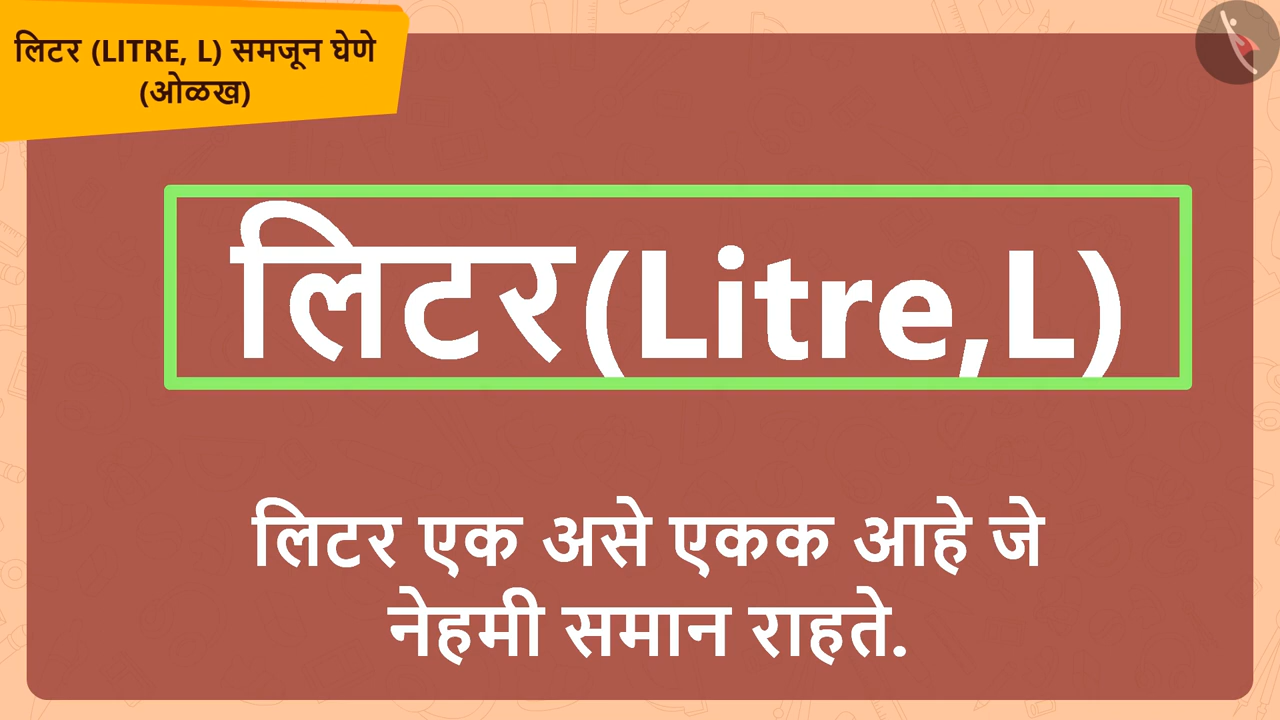 लिटर (LITRE, L) समजून घेणे
(ओळख)
लिटर(Litre,L)
लिटर एक असे एकक आहे जे
नेहमी समान राहते.